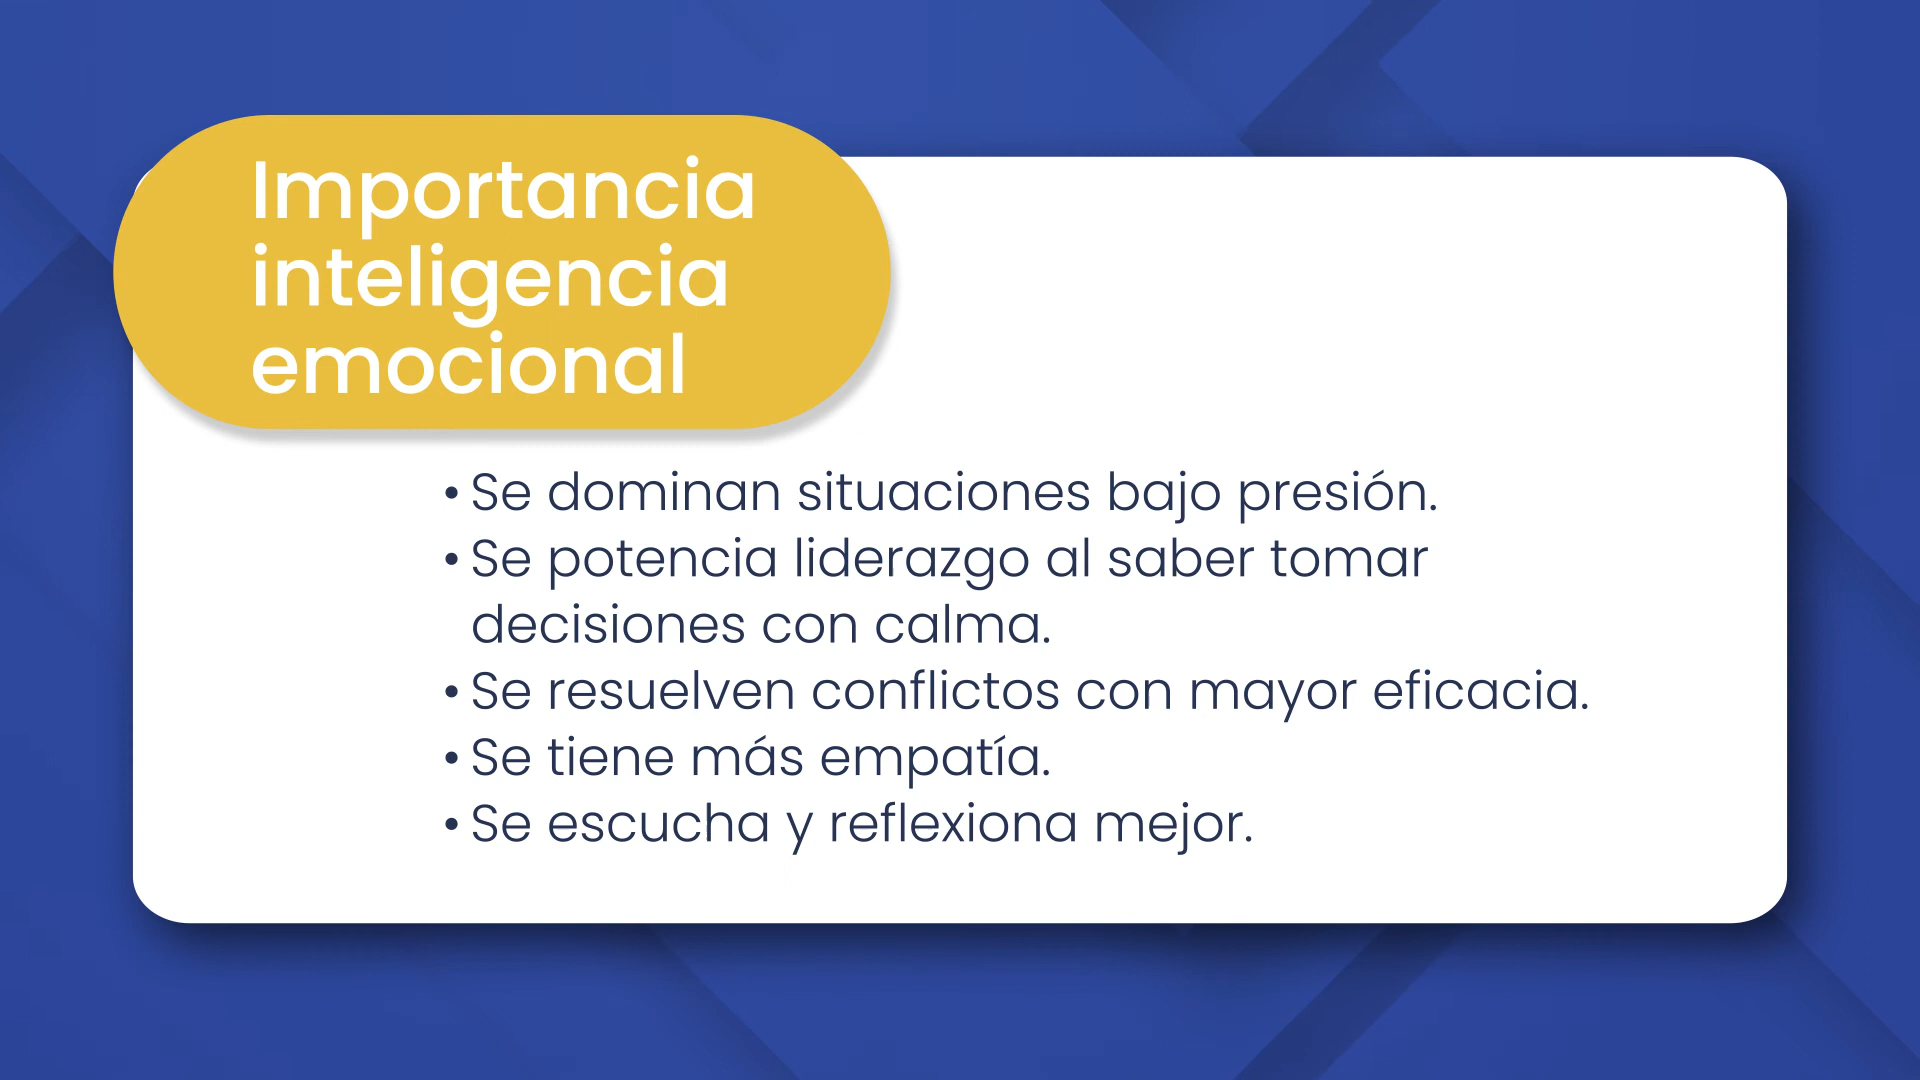 Importancia
inteligencia
emocional
• Se dominan situaciones bajo presión.
• Se potencia liderazgo al saber tomar
decisiones con calma.
• Se resuelven conflictos con mayor eficacia.
• Se tiene más empatía.
• Se escucha y reflexiona mejor.